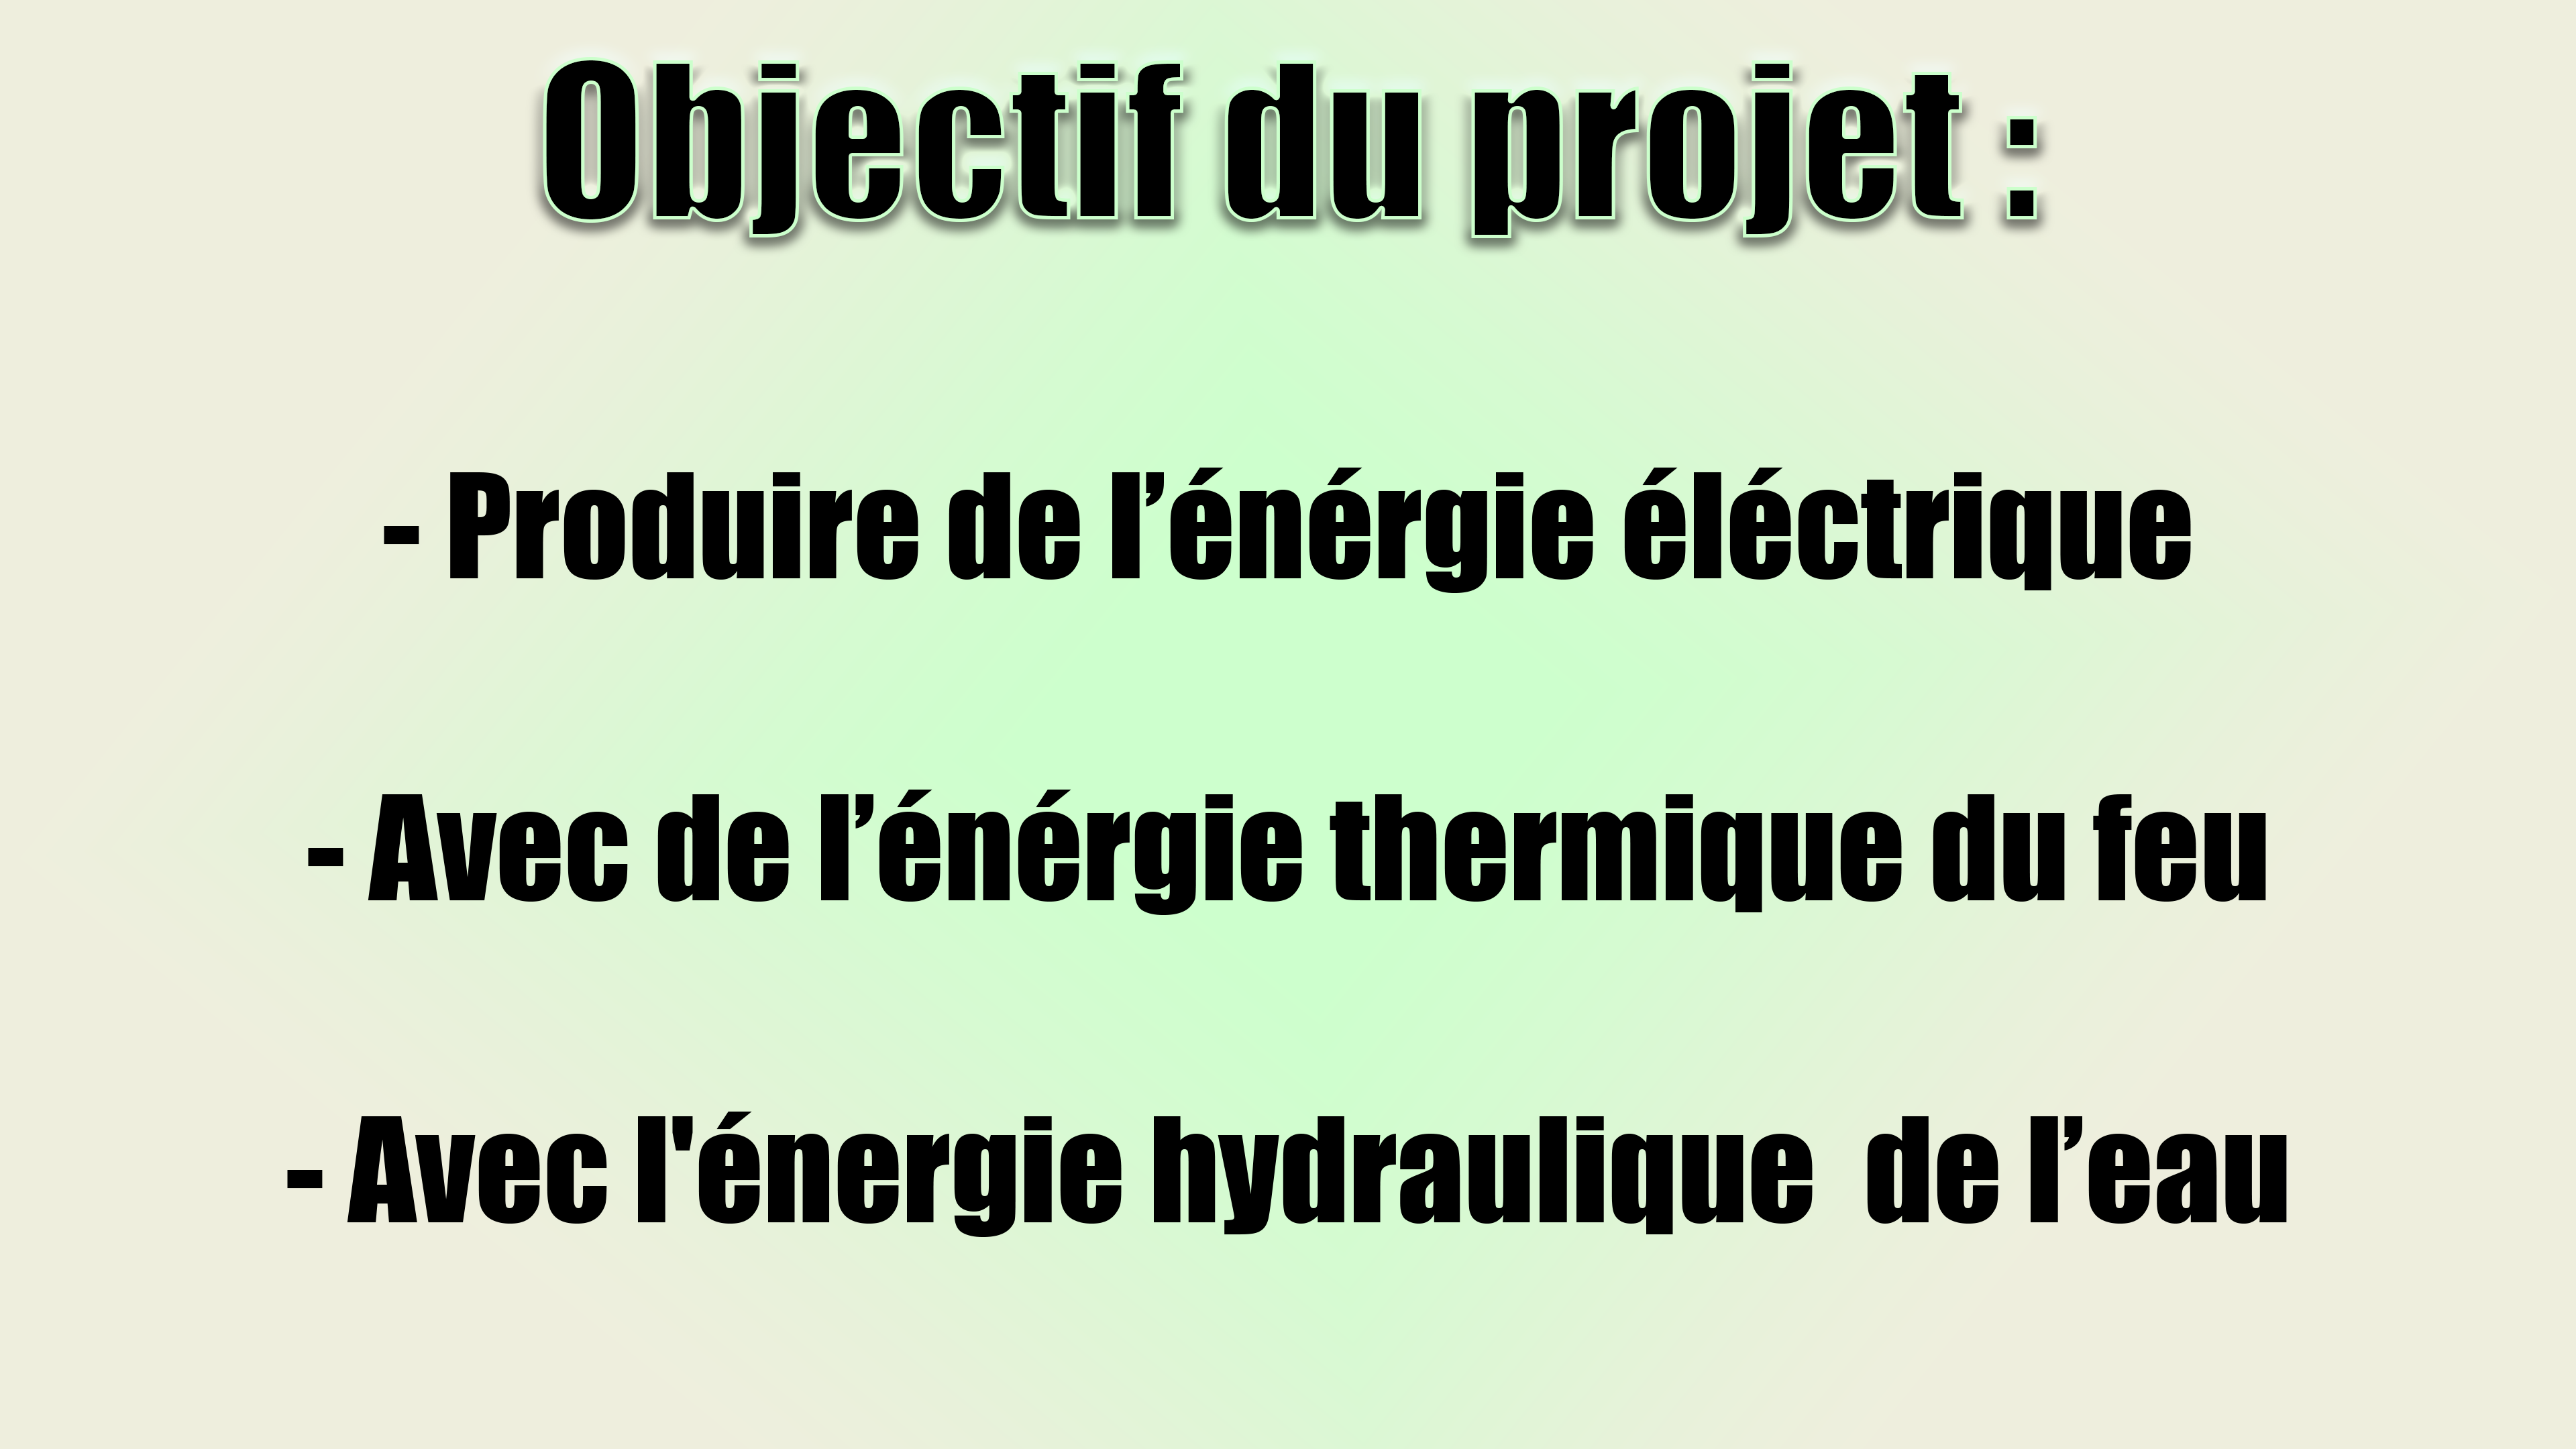 Objectif du projet :
- Produire de l’énérgie éléctrique
- Avec de l’énérgie thermique du feu
- Avec l'énergie hydraulique  de l’eau